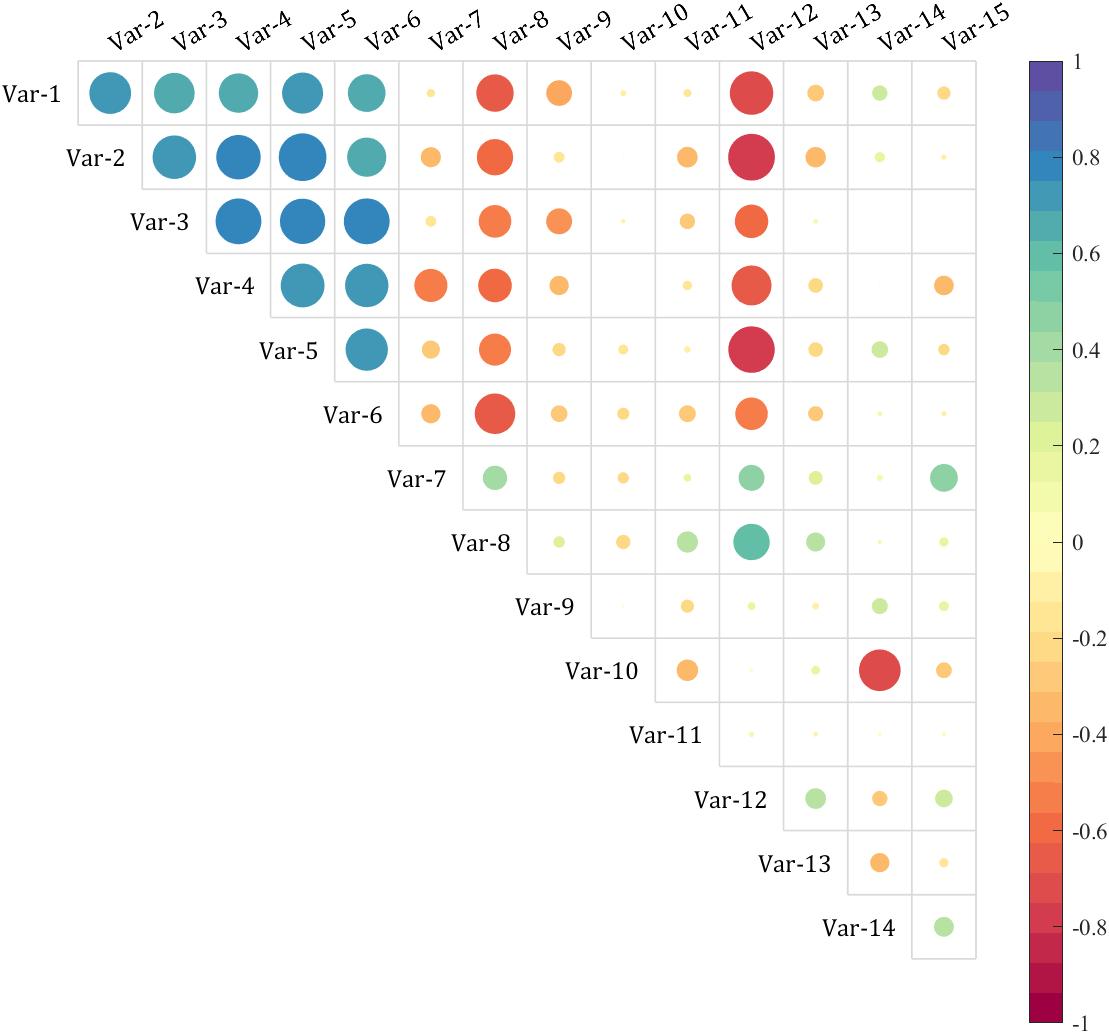 Var-2 Var-3 Var-4 Var-5 Var-6 Var-7 Var-8 Var-9 Var-10 Var-11 Var-12 Var-13 Var-14 Var-15
Var-1
Var-2
Var-3
Var-4
Var-5
Var-6
Var-7
Var-8
Var-9
Var-10
Var-11
Var-12
Var-13
Var-14
1
0.8
0.6
0.4
0.2
0
-0.2
-0.4
-0.6
-0.8
-1